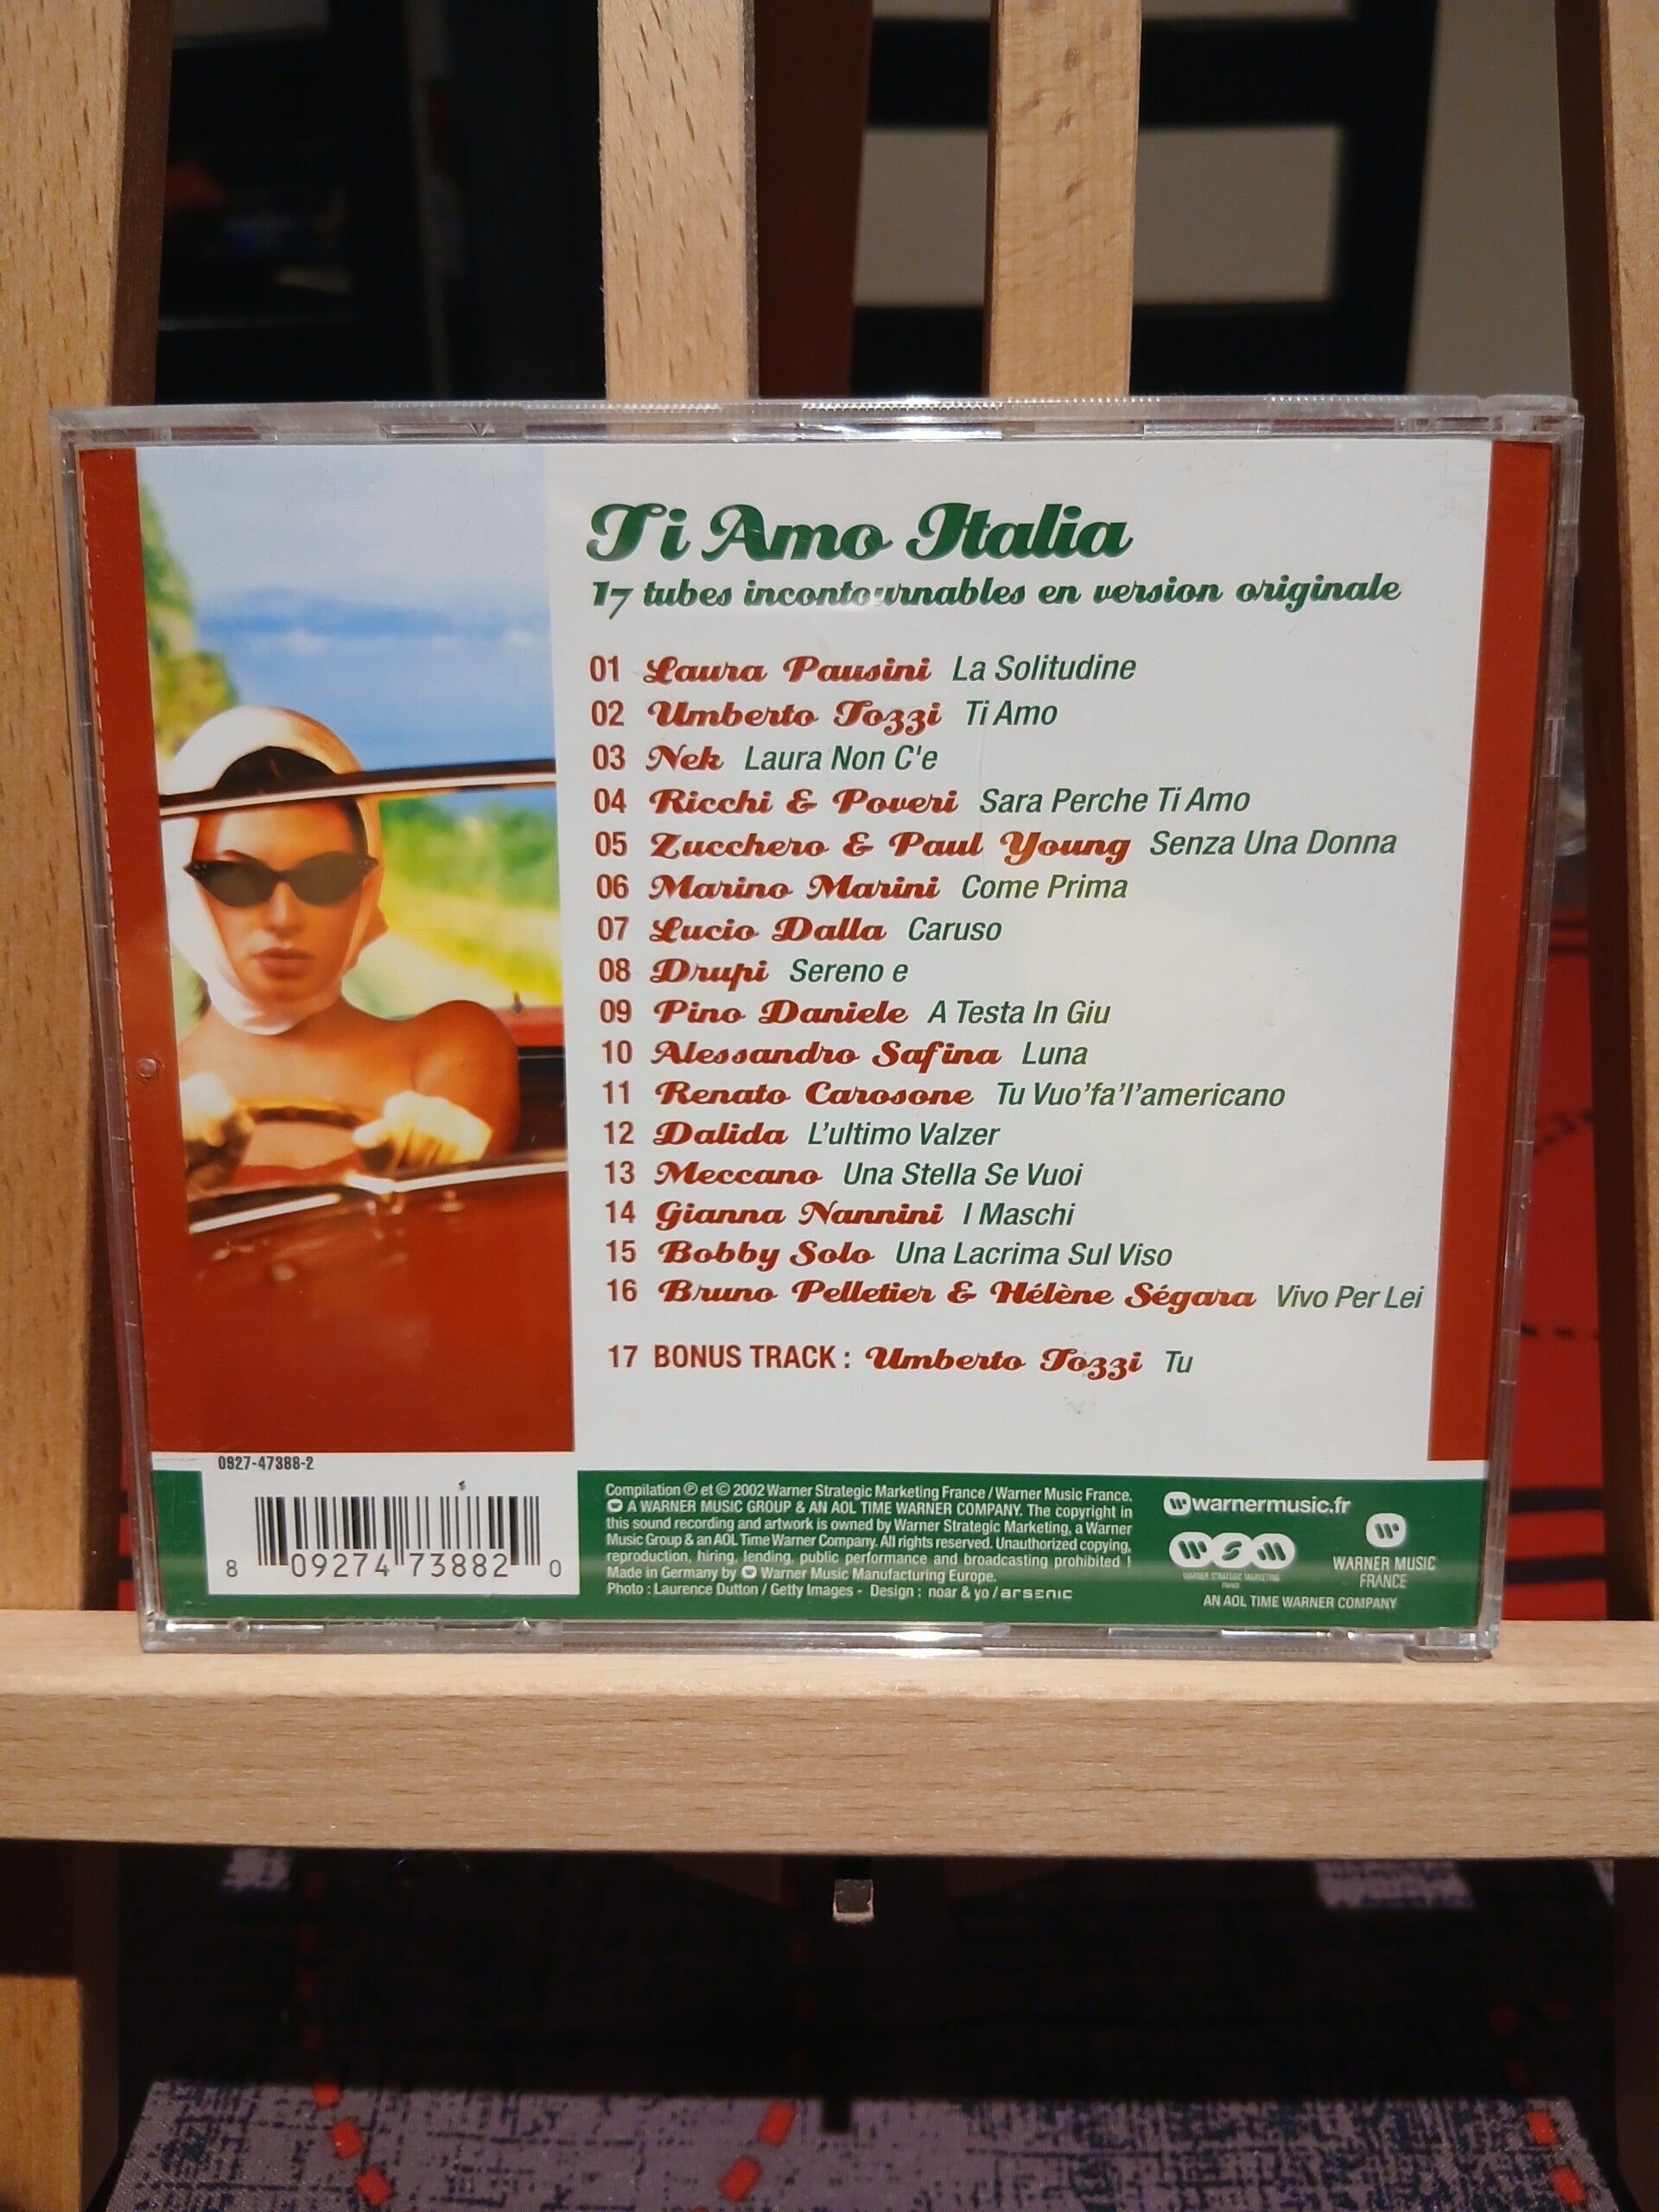 Ti Amo Italia
17 tubes incontournables en version originale
01 Laura Pausini La Solitudine
02 Umberto Tozzi Ti Amo
03 Nek Laura Non C'e
04 Ricchi & Poveri Sara Perche Ti Amo
05 Zucchero & Paul Young Senza Una Donna
06 Marino Marini Come Prima
07 Lucio Dalla Caruso
08 Drupi Sereno e
09 Pino Daniele A Testa In Giu
10 Alessandro Safina Luna
11 Renato Carosone Tu Vuo'fa'l'americano
12 Dalida L'ultimo Valzer
13 Meccano Una Stella Se Vuoi
14 Gianna Nannini I Maschi
15 Bobby Solo Una Lacrima Sul Viso
16 Bruno Pelletier & Hélène Ségara Vivo Per Lei
17 BONUS TRACK : Umberto Tozzi Tu
0927-47388-2
8 09274 73882 0
Compilation ℗ et © 2002 Warner Strategic Marketing France / Warner Music France.
A WARNER MUSIC GROUP & AN AOL TIME WARNER COMPANY. The copyright in
this sound recording and artwork is owned by Warner Strategic Marketing, a Warner
Music Group & an AOL Time Warner Company. All rights reserved. Unauthorized copying,
reproduction, hiring, lending, public performance and broadcasting prohibited !
Made in Germany by Warner Music Manufacturing Europe.
Photo : Laurence Dutton / Getty Images - Design : noar & yo / arsenic
warnermusic.fr
wsm
WARNER STRATEGIC MARKETING
FRANCE
WARNER MUSIC
FRANCE
AN AOL TIME WARNER COMPANY